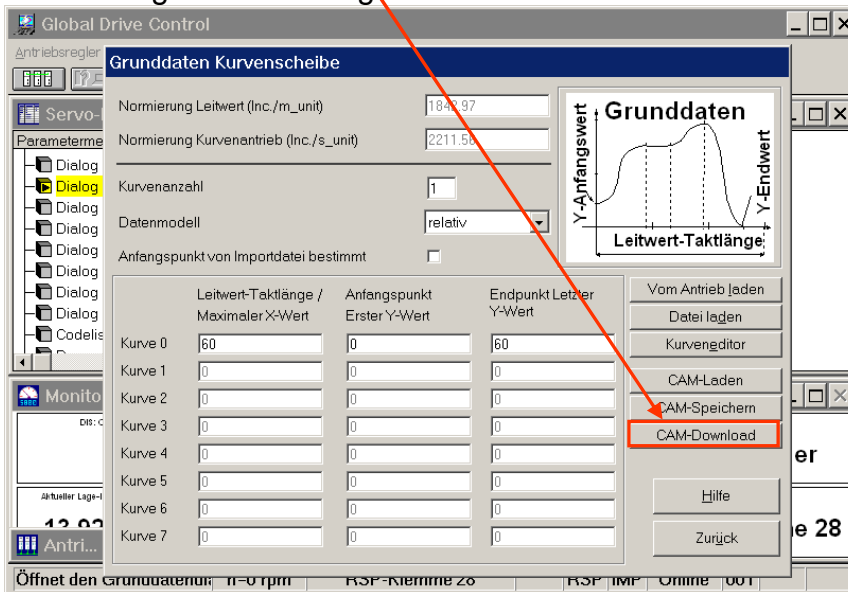 Global Drive Control
Antriebsregler
Grunddaten Kurvenscheibe
Servo-
Parameterme
Dialog
Dialog
Dialog
Dialog
Dialog
Dialog
Dialog
Dialog
Codelis
Normierung Leitwert (Inc./m_unit) 1842.97
Normierung Kurvenantrieb (Inc./s_unit) 2211.56
Kurvenanzahl 1
Datenmodell relativ
Anfangspunkt von Importdatei bestimmt
Grunddaten
Y-Anfangswert
Y-Endwert
Leitwert-Taktlänge
Leitwert-Taktlänge / Anfangspunkt Endpunkt Letzter
Maximaler X-Wert Erster Y-Wert Y-Wert
Kurve 0 60 0 60
Kurve 1 0 0 0
Kurve 2 0 0 0
Kurve 3 0 0 0
Kurve 4 0 0 0
Kurve 5 0 0 0
Kurve 6 0 0 0
Kurve 7 0 0 0
Vom Antrieb laden
Datei laden
Kurveneditor
CAM-Laden
CAM-Speichern
CAM-Download
Hilfe
Zurück
Monito
DIS:
er
Aktueller Lage-I
13.92
e 28
Antri...
Öffnet den Grunddatendia n=0 rpm RSP-Klemme 28 RSP IMP Online 001